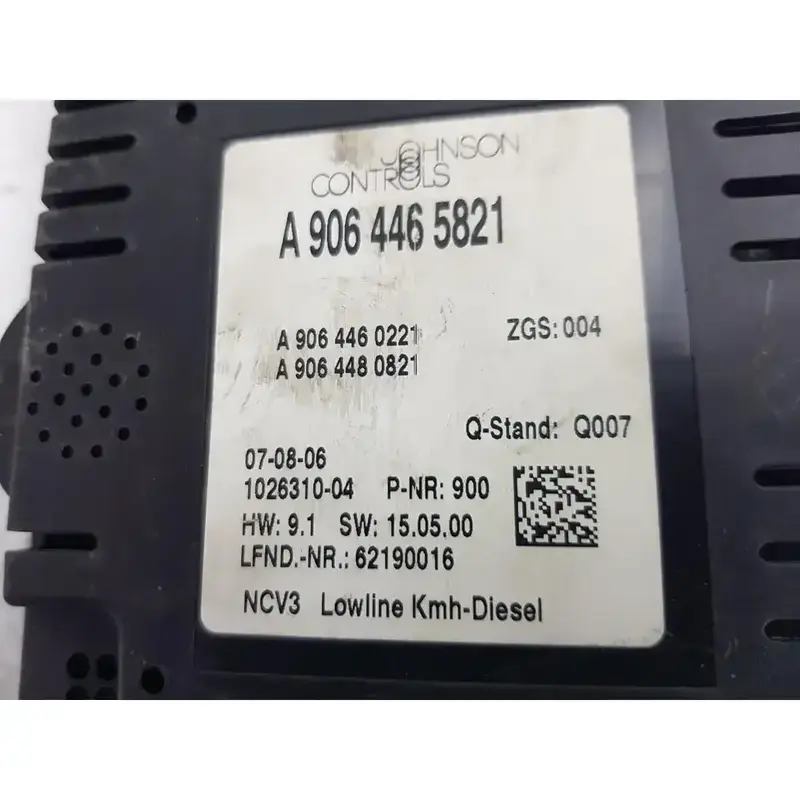 JOHNSON
CONTROLS
A 906 446 5821
A 906 446 0221 ZGS: 004
A 906 448 0821
Q-Stand: Q007
07-08-06
1026310-04 P-NR: 900
HW: 9.1 SW: 15.05.00
LFND.-NR.: 62190016
NCV3 Lowline Kmh-Diesel